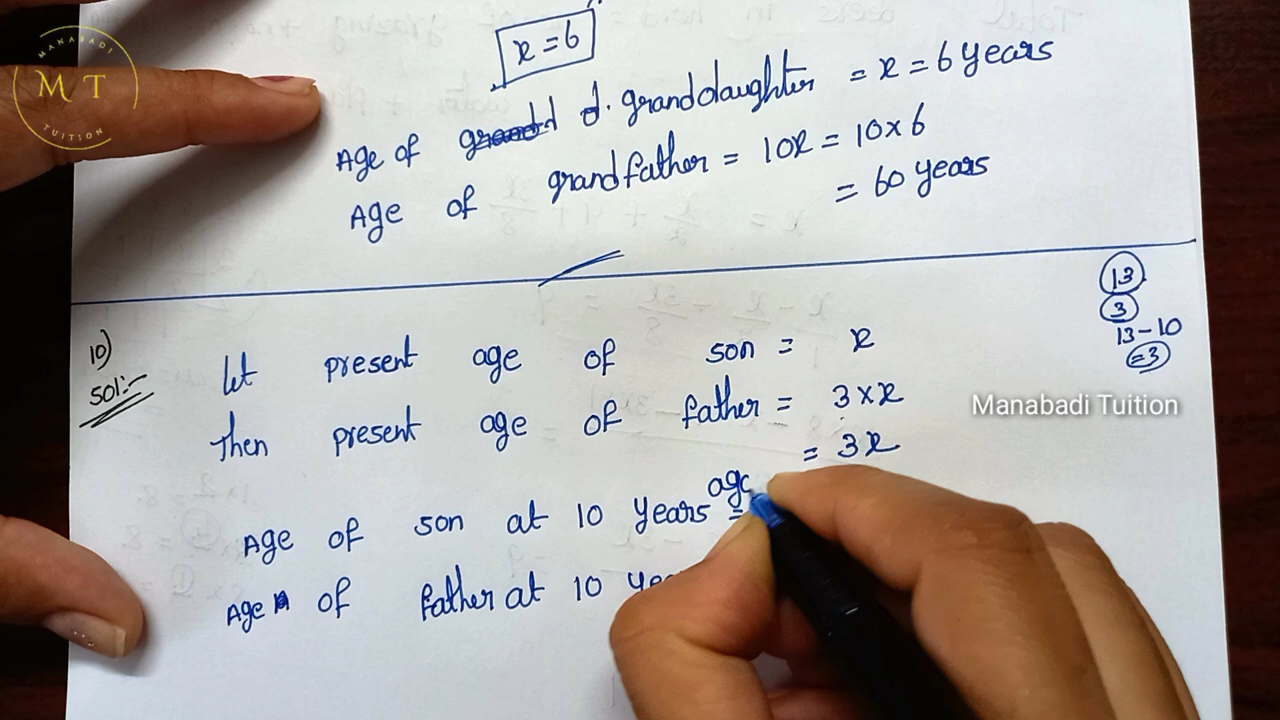 MANABADI
M T
TUITION
x = 6
Age of d. granddaughter = x = 6 years
Age of grandfather = 10x = 10 x 6
= 60 years
13
3
13-10
=3
10)
Sol:-
Let present age of son = x
Then present age of father = 3 x x
= 3x
Manabadi Tuition
ago
Age of son at 10 years =
Age of father at 10